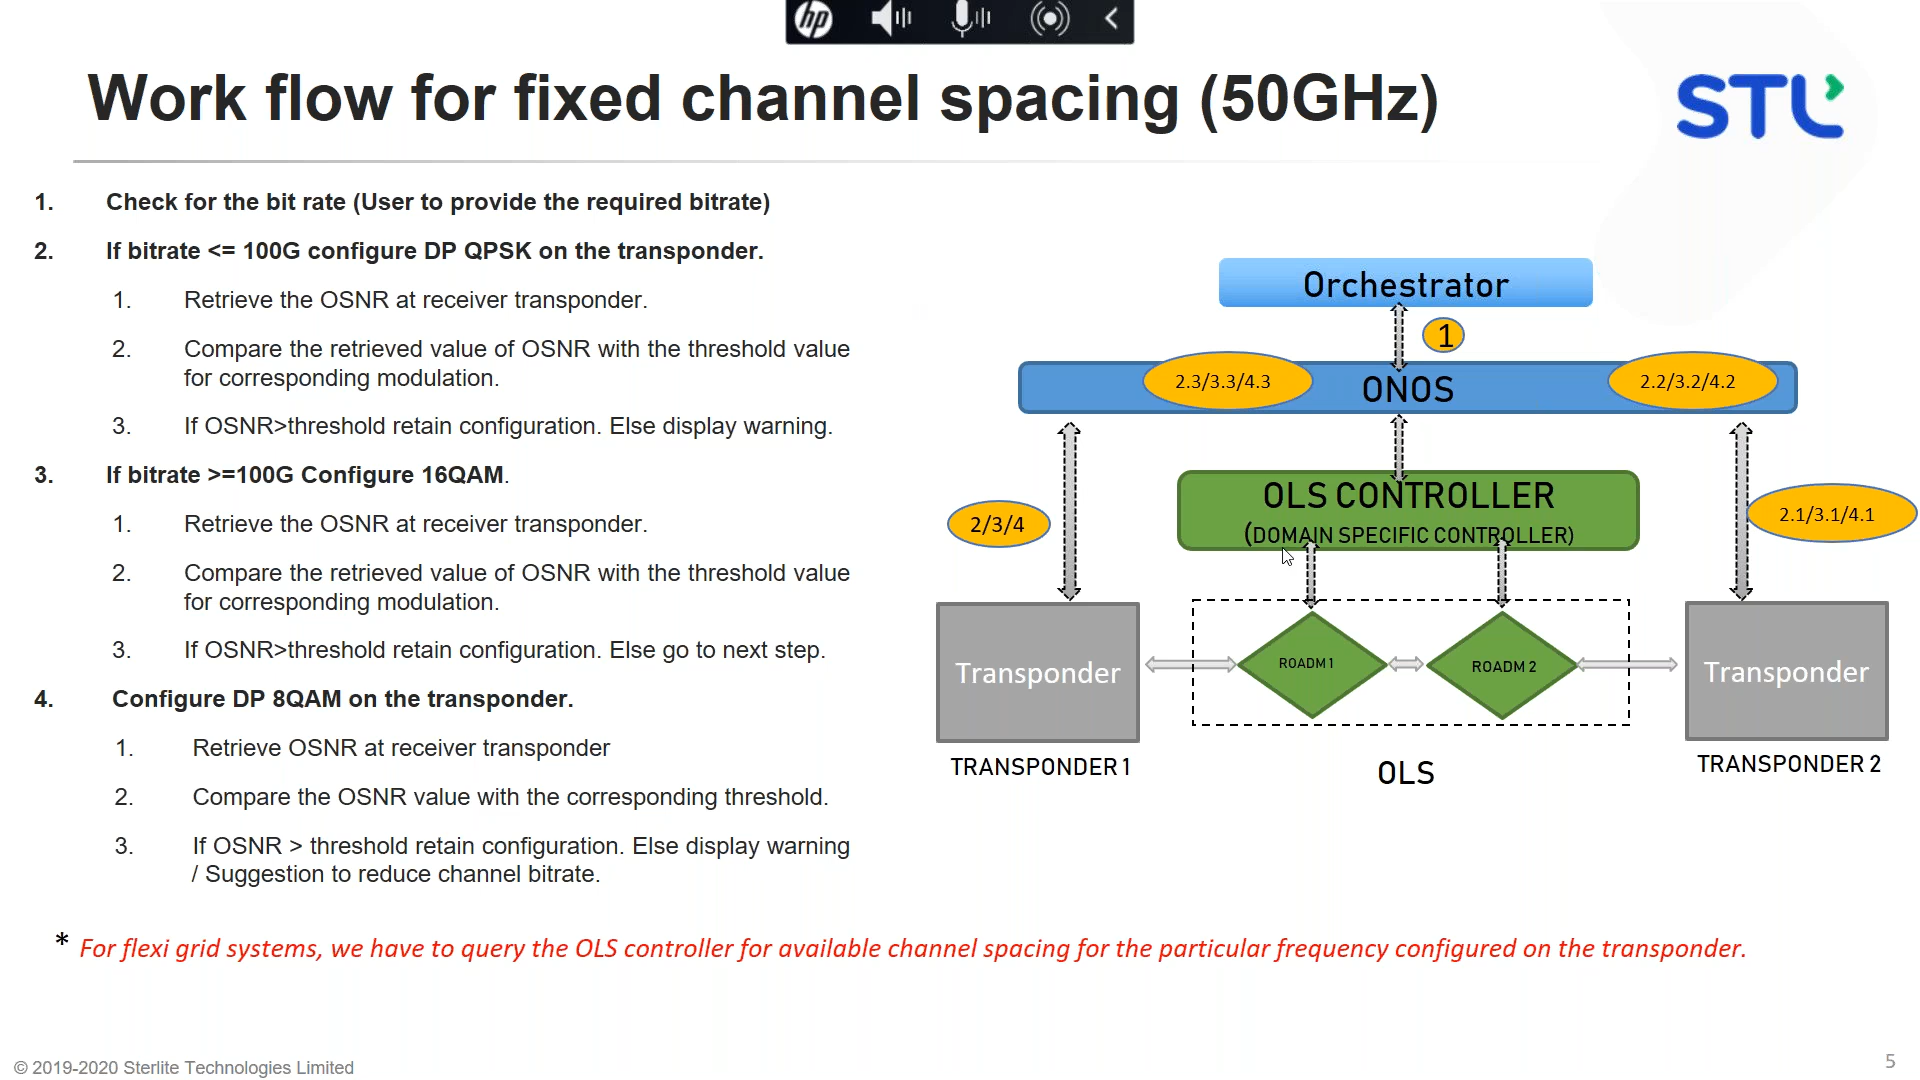 hp
Work flow for fixed channel spacing (50GHz)
STL
1. Check for the bit rate (User to provide the required bitrate)
2. If bitrate <= 100G configure DP QPSK on the transponder.
1. Retrieve the OSNR at receiver transponder.
2. Compare the retrieved value of OSNR with the threshold value
for corresponding modulation.
3. If OSNR>threshold retain configuration. Else display warning.
3. If bitrate >=100G Configure 16QAM.
1. Retrieve the OSNR at receiver transponder.
2. Compare the retrieved value of OSNR with the threshold value
for corresponding modulation.
3. If OSNR>threshold retain configuration. Else go to next step.
4. Configure DP 8QAM on the transponder.
1. Retrieve OSNR at receiver transponder
2. Compare the OSNR value with the corresponding threshold.
3. If OSNR > threshold retain configuration. Else display warning
/ Suggestion to reduce channel bitrate.
Orchestrator
1
2.3/3.3/4.3
ONOS
2.2/3.2/4.2
OLS CONTROLLER
(DOMAIN SPECIFIC CONTROLLER)
2/3/4
2.1/3.1/4.1
Transponder
ROADM 1
ROADM 2
Transponder
TRANSPONDER 1
OLS
TRANSPONDER 2
* For flexi grid systems, we have to query the OLS controller for available channel spacing for the particular frequency configured on the transponder.
© 2019-2020 Sterlite Technologies Limited
5